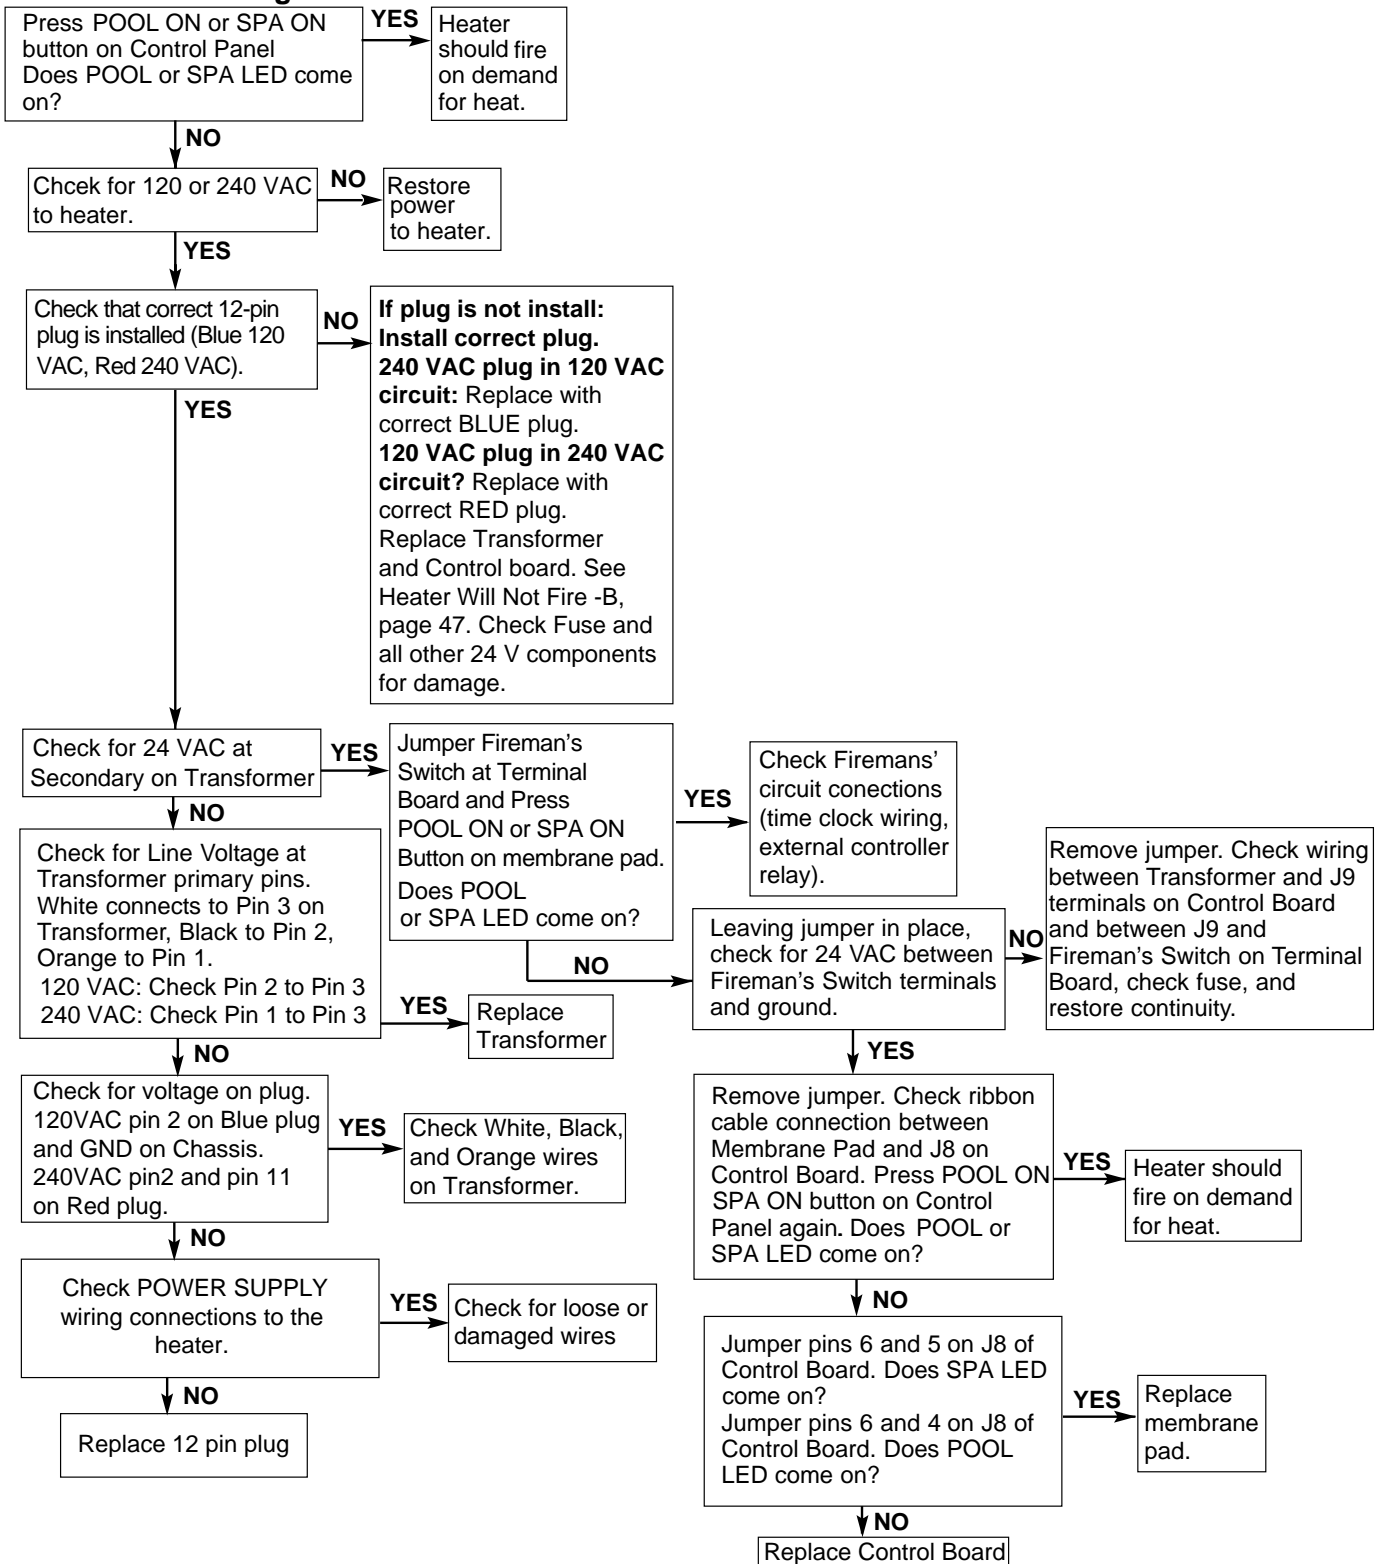 Press POOL ON or SPA ON
button on Control Panel
Does POOL or SPA LED come
on?
YES
Heater
should fire
on demand
for heat.
NO
Chcek for 120 or 240 VAC
to heater.
NO
Restore
power
to heater.
YES
Check that correct 12-pin
plug is installed (Blue 120
VAC, Red 240 VAC).
NO
If plug is not install:
Install correct plug.
240 VAC plug in 120 VAC
circuit: Replace with
correct BLUE plug.
120 VAC plug in 240 VAC
circuit? Replace with
correct RED plug.
Replace Transformer
and Control board. See
Heater Will Not Fire -B,
page 47. Check Fuse and
all other 24 V components
for damage.
YES
Check for 24 VAC at
Secondary on Transformer
YES
Jumper Fireman's
Switch at Terminal
Board and Press
POOL ON or SPA ON
Button on membrane pad.
Does POOL
or SPA LED come on?
YES
Check Firemans'
circuit conections
(time clock wiring,
external controller
relay).
NO
Check for Line Voltage at
Transformer primary pins.
White connects to Pin 3 on
Transformer, Black to Pin 2,
Orange to Pin 1.
120 VAC: Check Pin 2 to Pin 3
240 VAC: Check Pin 1 to Pin 3
YES
Replace
Transformer
NO
Leaving jumper in place,
check for 24 VAC between
Fireman's Switch terminals
and ground.
NO
Remove jumper. Check wiring
between Transformer and J9
terminals on Control Board
and between J9 and
Fireman's Switch on Terminal
Board, check fuse, and
restore continuity.
NO
Check for voltage on plug.
120VAC pin 2 on Blue plug
and GND on Chassis.
240VAC pin2 and pin 11
on Red plug.
YES
Check White, Black,
and Orange wires
on Transformer.
YES
Remove jumper. Check ribbon
cable connection between
Membrane Pad and J8 on
Control Board. Press POOL ON
SPA ON button on Control
Panel again. Does POOL or
SPA LED come on?
YES
Heater should
fire on demand
for heat.
NO
Check POWER SUPPLY
wiring connections to the
heater.
YES
Check for loose or
damaged wires
NO
Replace 12 pin plug
NO
Jumper pins 6 and 5 on J8 of
Control Board. Does SPA LED
come on?
Jumper pins 6 and 4 on J8 of
Control Board. Does POOL
LED come on?
YES
Replace
membrane
pad.
NO
Replace Control Board